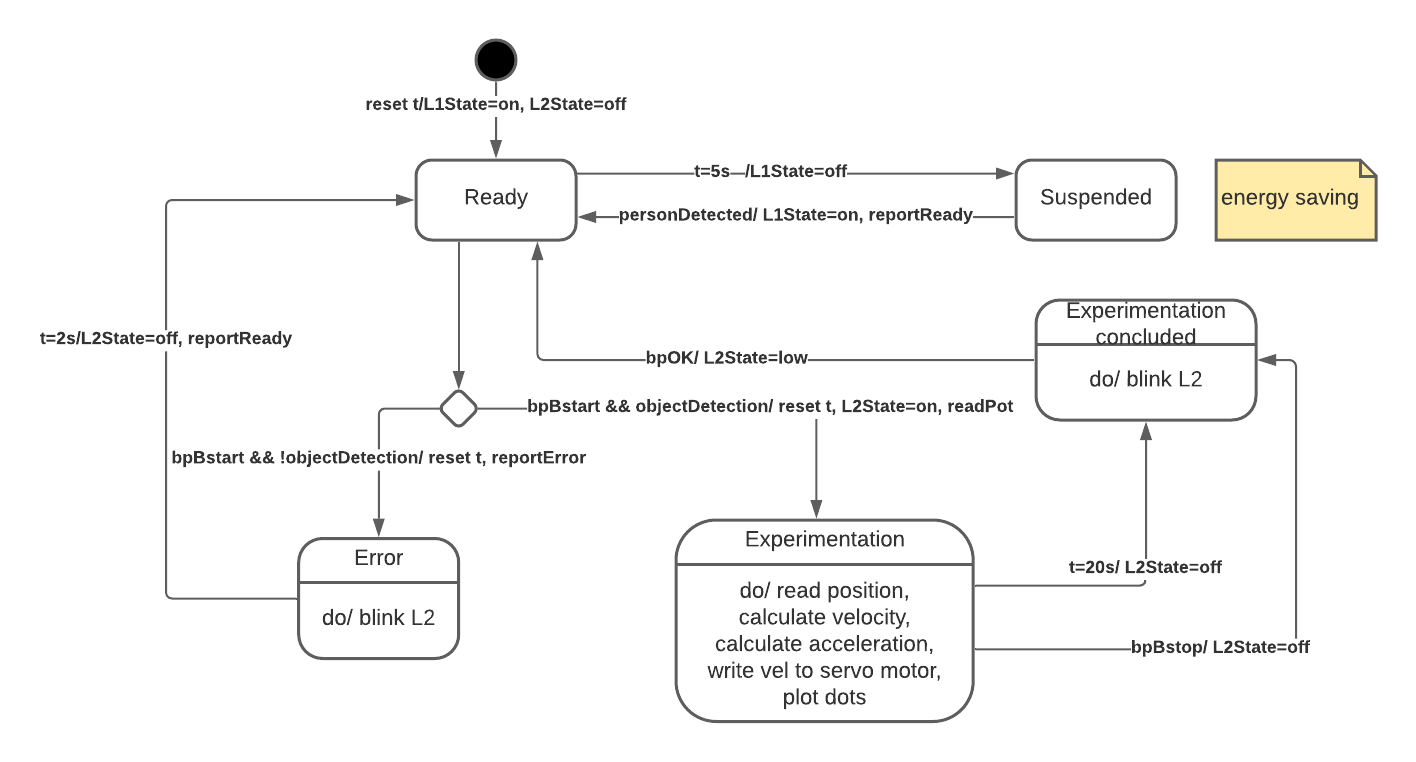 reset t/L1State=on, L2State=off
Ready
t=5s /L1State=off
Suspended
energy saving
personDetected/ L1State=on, reportReady
Experimentation
concluded
do/ blink L2
t=2s/L2State=off, reportReady
bpOK/ L2State=low
bpBstart && objectDetection/ reset t, L2State=on, readPot
bpBstart && !objectDetection/ reset t, reportError
Error
do/ blink L2
Experimentation
do/ read position,
calculate velocity,
calculate acceleration,
write vel to servo motor,
plot dots
t=20s/ L2State=off
bpBstop/ L2State=off